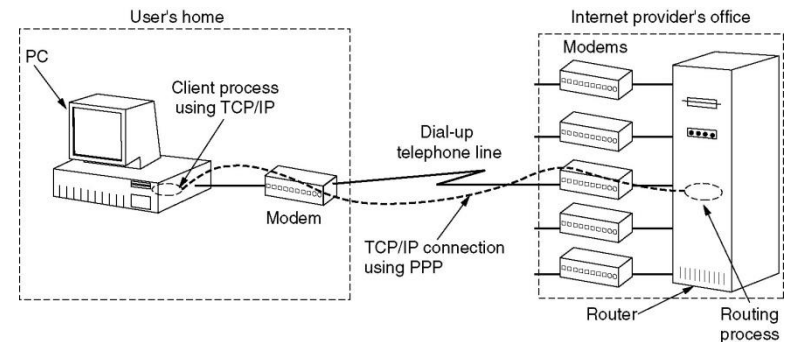 User's home
Internet provider's office
PC
Modems
Client process
using TCP/IP
Dial-up
telephone line
Modem
TCP/IP connection
using PPP
Router
Routing
process